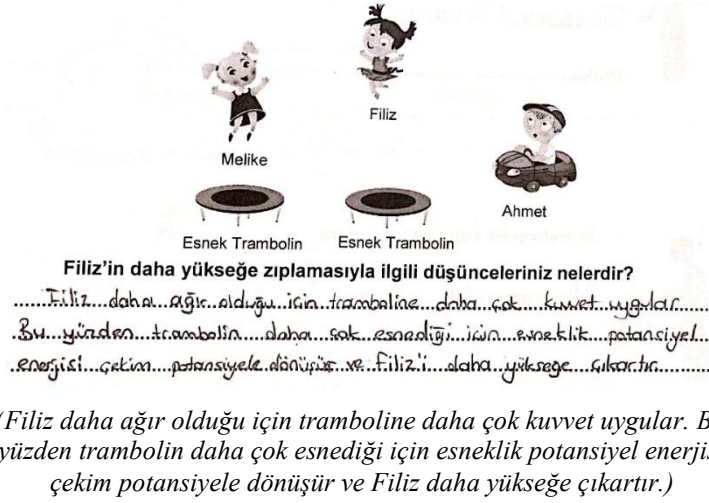 Filiz
Melike
Ahmet
Esnek Trambolin Esnek Trambolin
Filiz'in daha yükseğe zıplamasıyla ilgili düşünceleriniz nelerdir?
......Filiz...daha...ağır...olduğu...için...tramboline...daha...çok...kuvvet...uygular......
.Bu...yüzden...trambolin...daha...çok...esnediği...için...esneklik...potansiyel...
.enerjisi...çekim...potansiyele..dönüşür...ve...Filiz'i...daha...yükseğe...çıkartır..........
(Filiz daha ağır olduğu için tramboline daha çok kuvvet uygular. B
yüzden trambolin daha çok esnediği için esneklik potansiyel enerjis
çekim potansiyele dönüşür ve Filiz daha yükseğe çıkartır.)